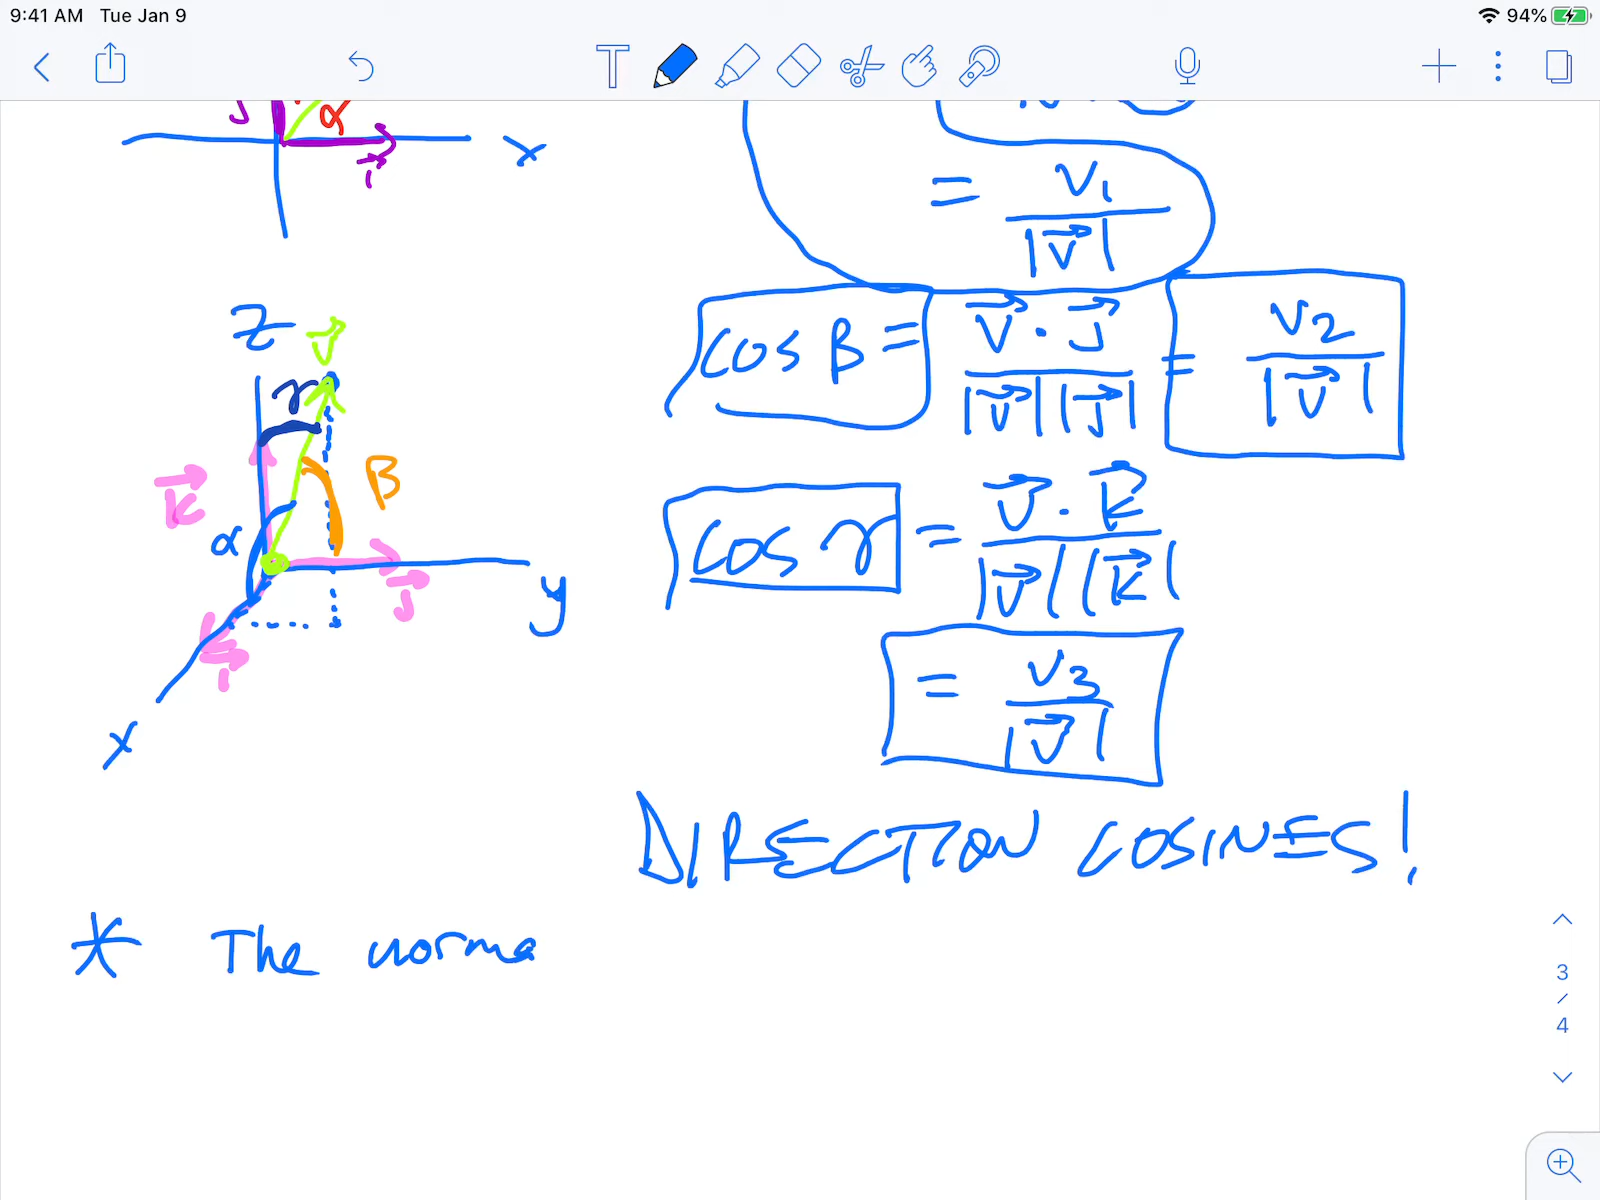 9:41 AM Tue Jan 9
94%
T
j α
x
i
= v₁ / |v⃗|
z v⃗
γ
cos β = v⃗ · j⃗ / |v⃗| |j⃗| = v₂ / |v⃗|
k⃗ β
α
cos γ = v⃗ · k⃗ / |v⃗| |k⃗|
j⃗ y
i⃗
= v₃ / |v⃗|
x
DIRECTION COSINES!
* The norma
3
/
4